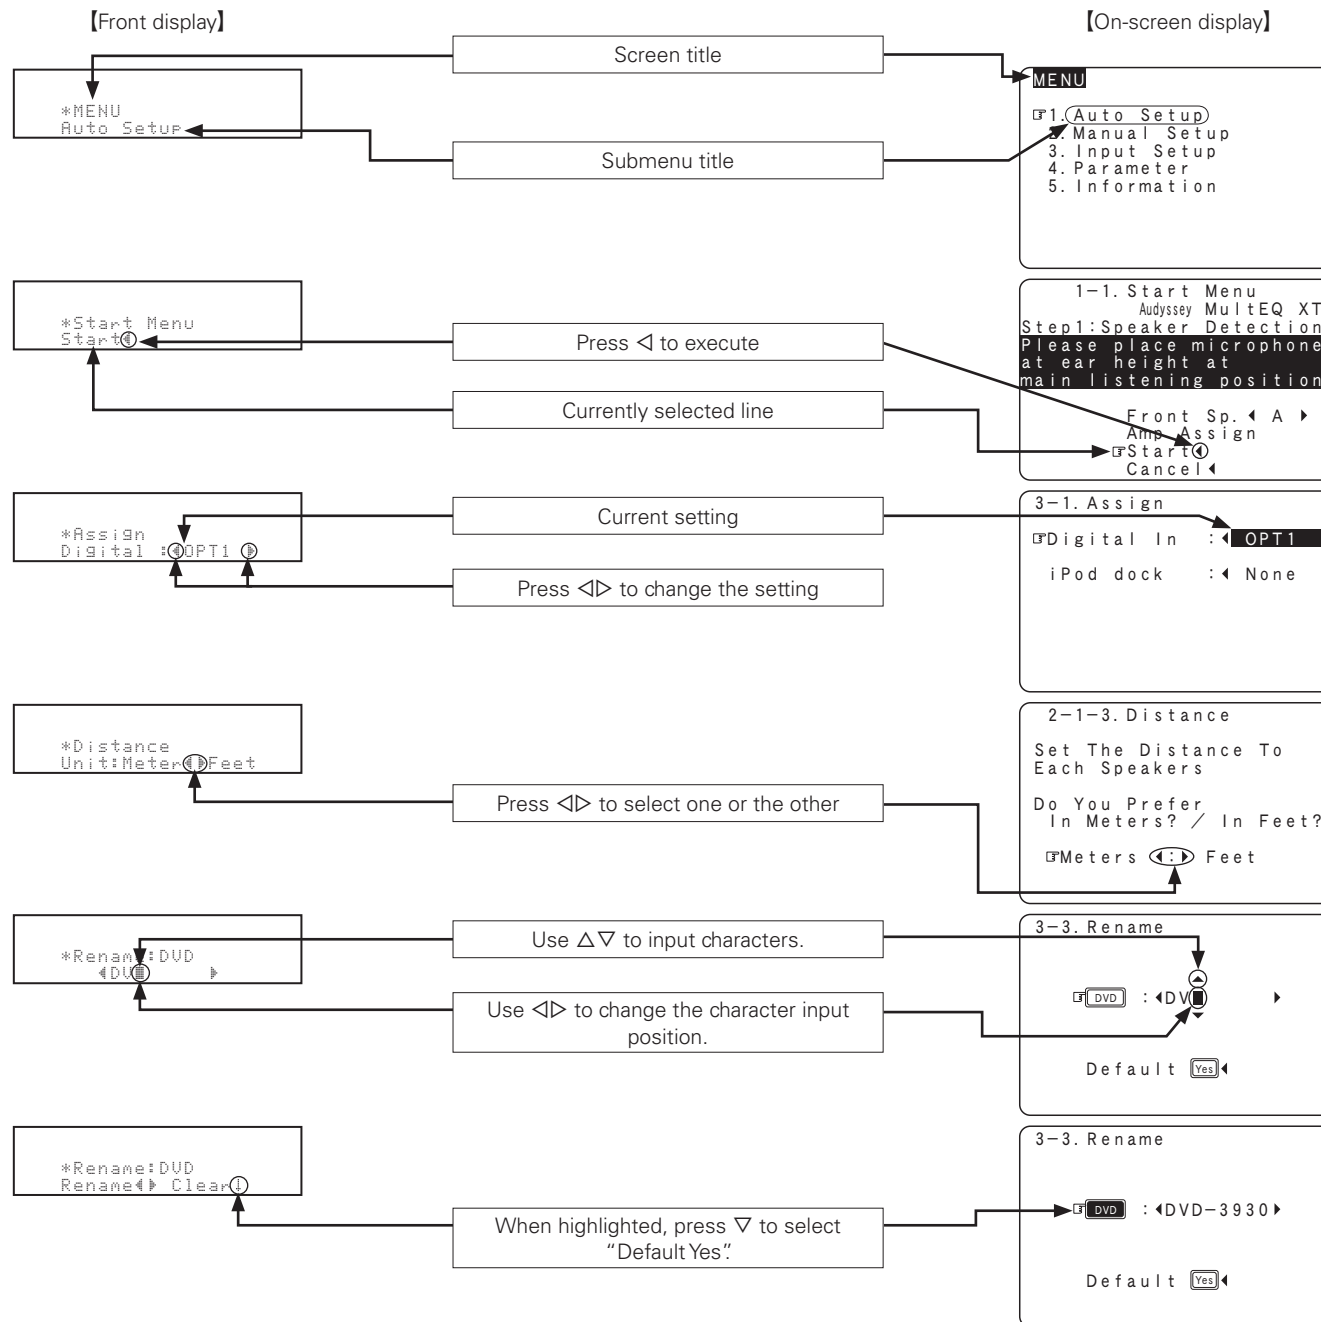 【Front display】
【On-screen display】
Screen title
*MENU
Auto Setup
Submenu title
MENU
☞1. Auto Setup
2. Manual Setup
3. Input Setup
4. Parameter
5. Information
*Start Menu
Start◀
Press ◁ to execute
Currently selected line
1-1. Start Menu
Audyssey MultEQ XT
Step1:Speaker Detection
Please place microphone
at ear height at
main listening position
Front Sp.◀ A ▶
Amp Assign
☞Start◀
Cancel◀
*Assign
Digital :◀OPT1 ▶
Current setting
Press ◁▷ to change the setting
3-1. Assign
☞Digital In :◀ OPT1
iPod dock :◀ None
*Distance
Unit:Meter◀▶Feet
Press ◁▷ to select one or the other
2-1-3. Distance
Set The Distance To
Each Speakers
Do You Prefer
In Meters? / In Feet?
☞Meters ◀:▶ Feet
*Rename:DVD
◀DV■ ▶
Use △▽ to input characters.
Use ◁▷ to change the character input
position.
3-3. Rename
☞DVD :◀DV■ ▶
Default Yes◀
*Rename:DVD
Rename◀▶ Clear↓
When highlighted, press ▽ to select
“Default Yes”.
3-3. Rename
☞DVD :◀DVD-3930▶
Default Yes◀